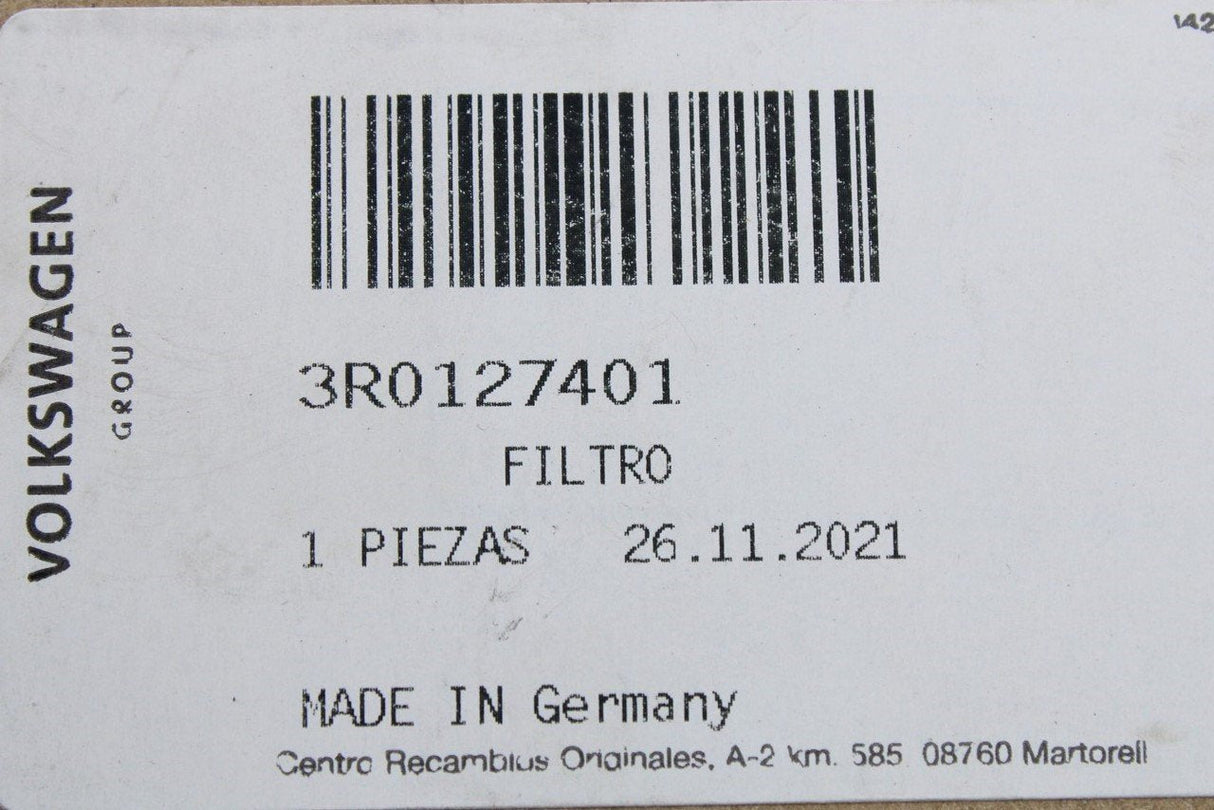 142
VOLKSWAGEN
GROUP
3R0127401
FILTRO
1 PIEZAS 26.11.2021
MADE IN Germany
Centro Recambios Originales, A-2 km. 585 08760 Martorell